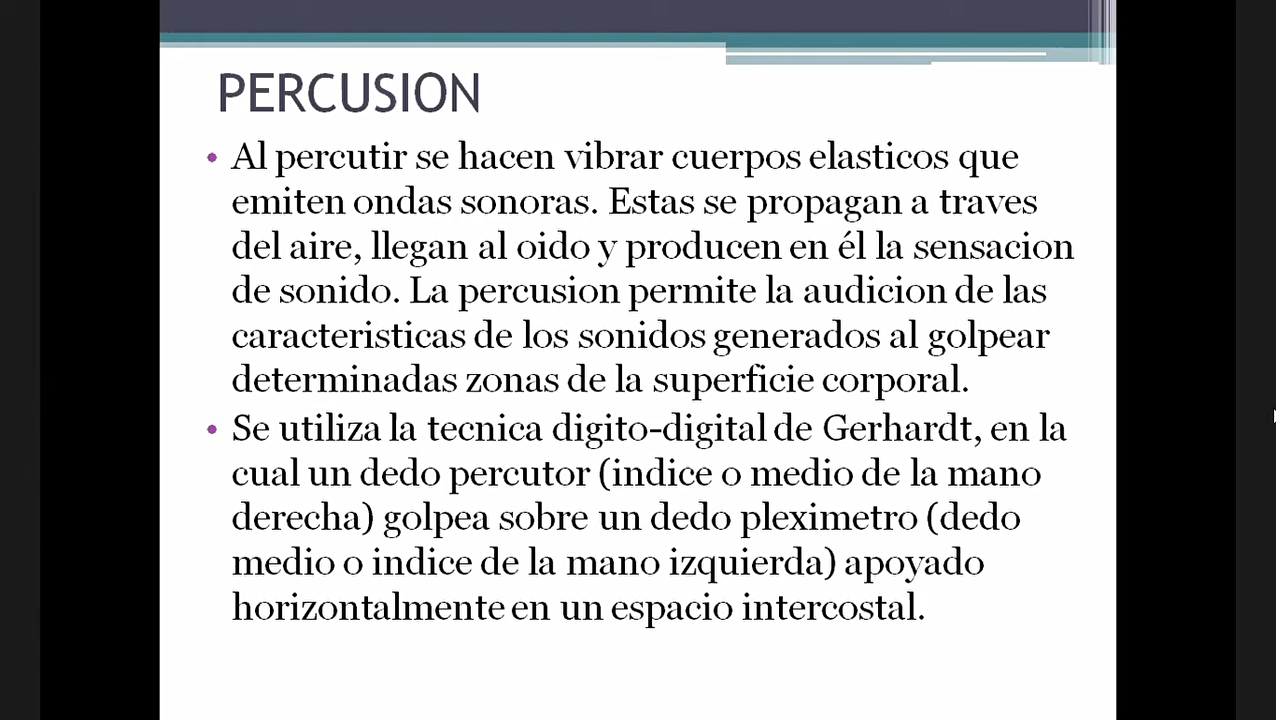 PERCUSION
• Al percutir se hacen vibrar cuerpos elasticos que
emiten ondas sonoras. Estas se propagan a traves
del aire, llegan al oido y producen en él la sensacion
de sonido. La percusion permite la audicion de las
caracteristicas de los sonidos generados al golpear
determinadas zonas de la superficie corporal.
• Se utiliza la tecnica digito-digital de Gerhardt, en la
cual un dedo percutor (indice o medio de la mano
derecha) golpea sobre un dedo pleximetro (dedo
medio o indice de la mano izquierda) apoyado
horizontalmente en un espacio intercostal.